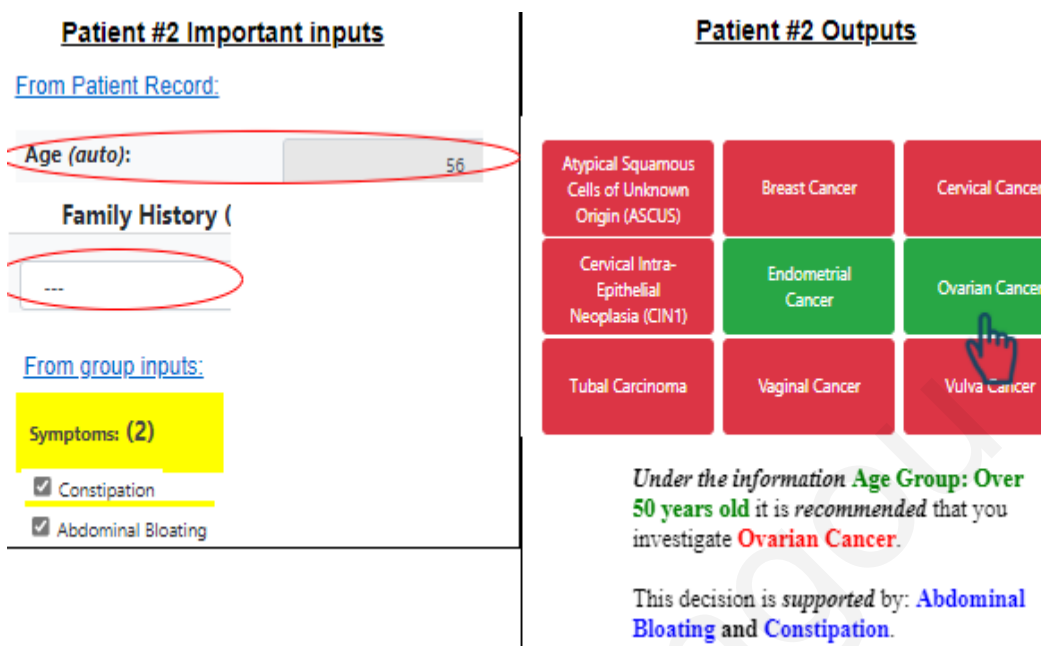 Patient #2 Important inputs
From Patient Record:
Age (auto):
56
Family History (
---
From group inputs:
Symptoms: (2)
Constipation
Abdominal Bloating
Patient #2 Outputs
Atypical Squamous
Cells of Unknown
Origin (ASCUS)
Breast Cancer
Cervical Cancer
Cervical Intra-
Epithelial
Neoplasia (CIN1)
Endometrial
Cancer
Ovarian Cancer
Tubal Carcinoma
Vaginal Cancer
Vulva Cancer
Under the information Age Group: Over
50 years old it is recommended that you
investigate Ovarian Cancer.
This decision is supported by: Abdominal
Bloating and Constipation.